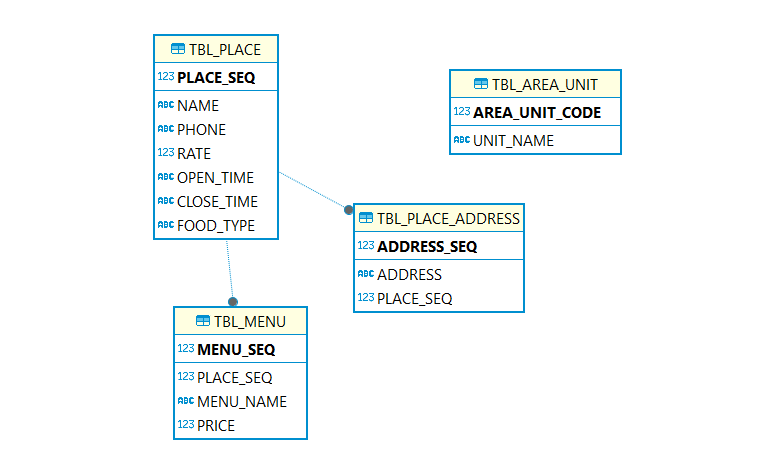 TBL_PLACE
123 PLACE_SEQ
ABC NAME
ABC PHONE
123 RATE
ABC OPEN_TIME
ABC CLOSE_TIME
ABC FOOD_TYPE
TBL_AREA_UNIT
123 AREA_UNIT_CODE
ABC UNIT_NAME
TBL_PLACE_ADDRESS
123 ADDRESS_SEQ
ABC ADDRESS
123 PLACE_SEQ
TBL_MENU
123 MENU_SEQ
123 PLACE_SEQ
ABC MENU_NAME
123 PRICE